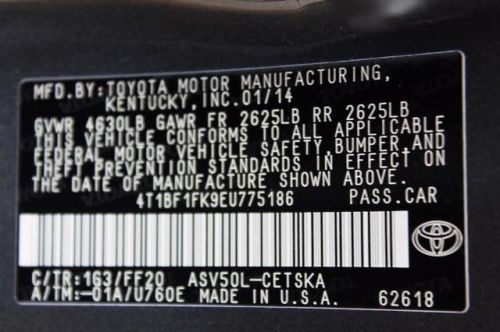 MFD. BY: TOYOTA MOTOR MANUFACTURING,
KENTUCKY, INC. 01/14
GVWR 4630LB GAWR FR 2625LB RR 2625LB
THIS VEHICLE CONFORMS TO ALL APPLICABLE
FEDERAL MOTOR VEHICLE SAFETY, BUMPER, AND
THEFT PREVENTION STANDARDS IN EFFECT ON
THE DATE OF MANUFACTURE SHOWN ABOVE.
4T1BF1FK9EU775186 PASS. CAR
C/TR: 1G3/FF20 ASV50L-CETSKA
A/TM: -01A/U760E MADE IN U.S.A. 62618